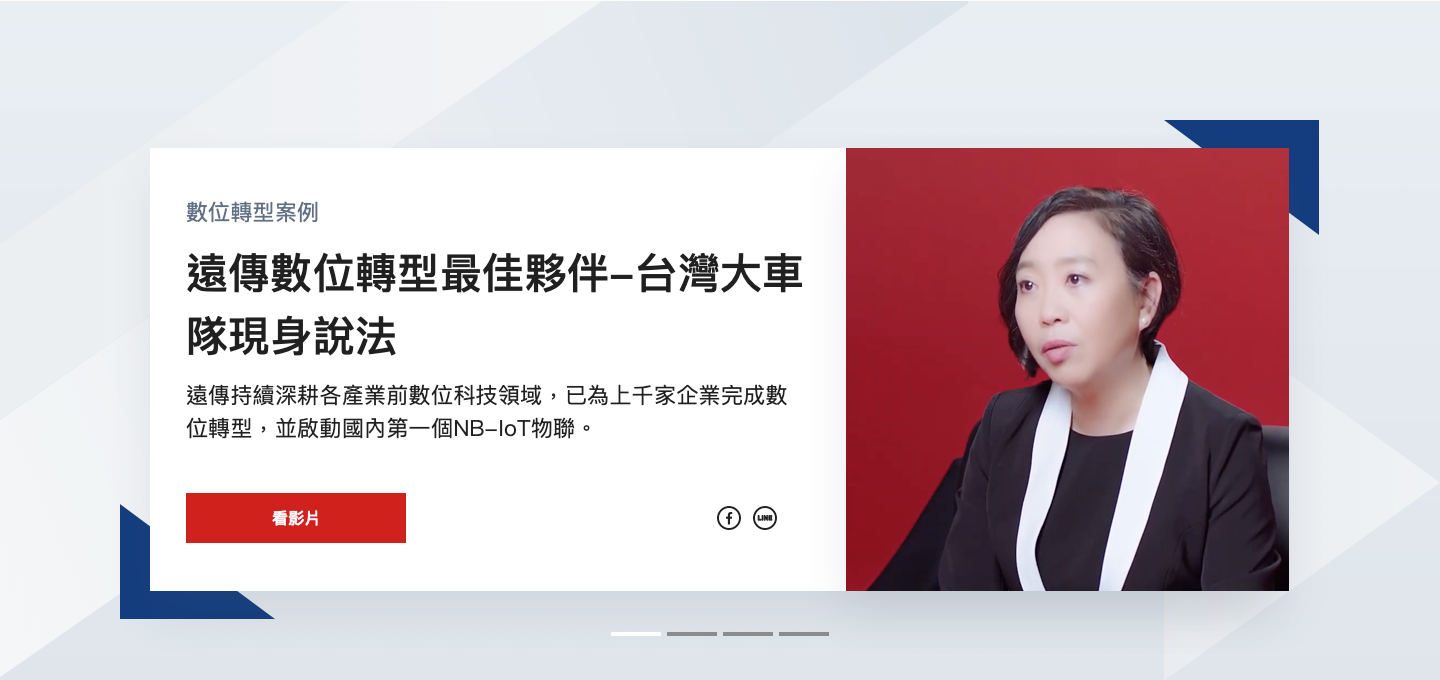 數位轉型案例
遠傳數位轉型最佳夥伴–台灣大車
隊現身說法
遠傳持續深耕各產業前數位科技領域，已為上千家企業完成數
位轉型，並啟動國內第一個NB–IoT物聯。
看影片
LINE